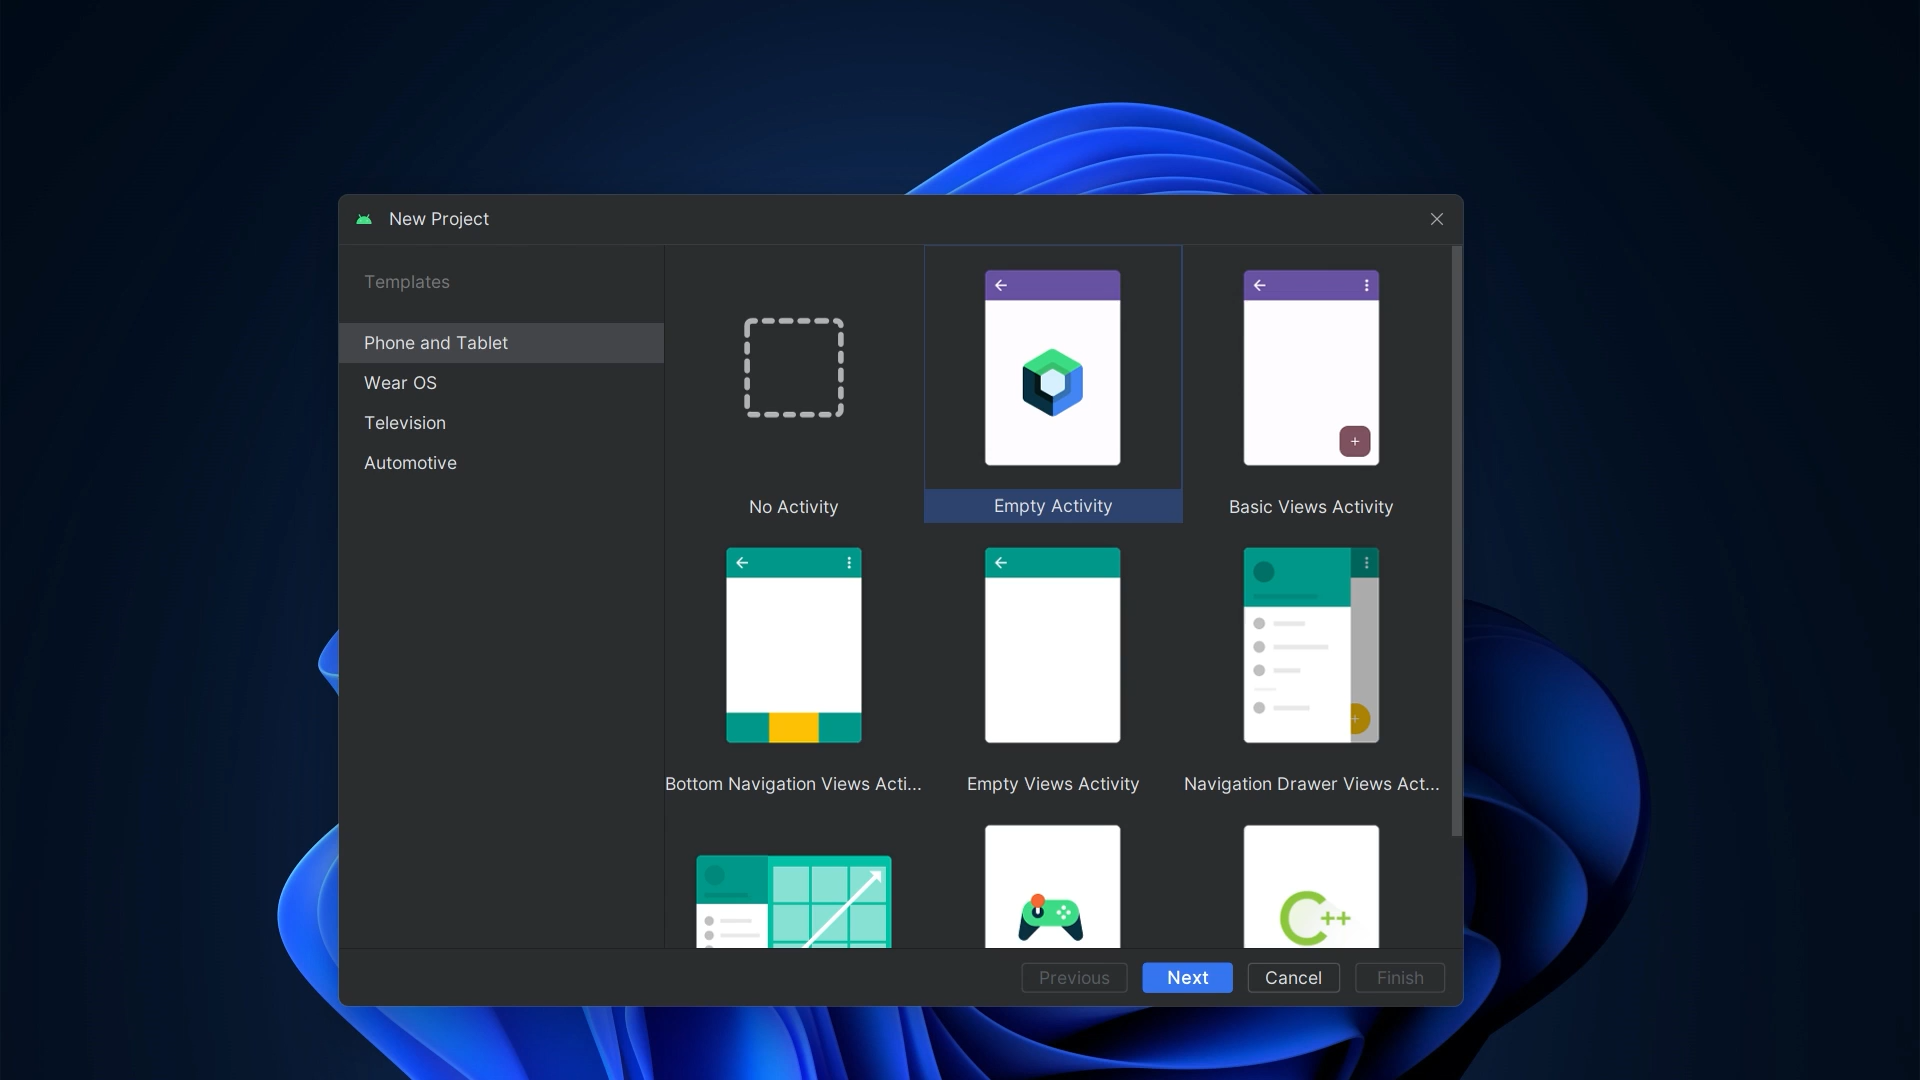 New Project
Templates
Phone and Tablet
Wear OS
Television
Automotive
No Activity
Empty Activity
Basic Views Activity
Bottom Navigation Views Acti...
Empty Views Activity
Navigation Drawer Views Act...
C++
Previous
Next
Cancel
Finish